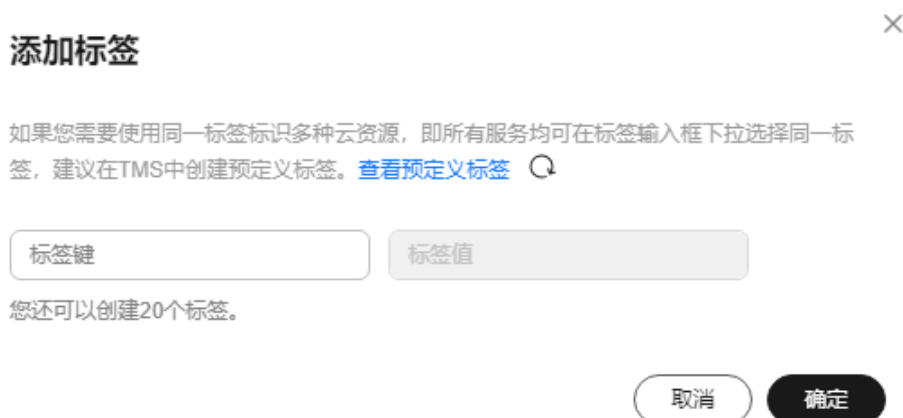 添加标签
如果您需要使用同一标签标识多种云资源，即所有服务均可在标签输入框下拉选择同一标
签，建议在TMS中创建预定义标签。查看预定义标签
标签键 标签值
您还可以创建20个标签。
取消 确定